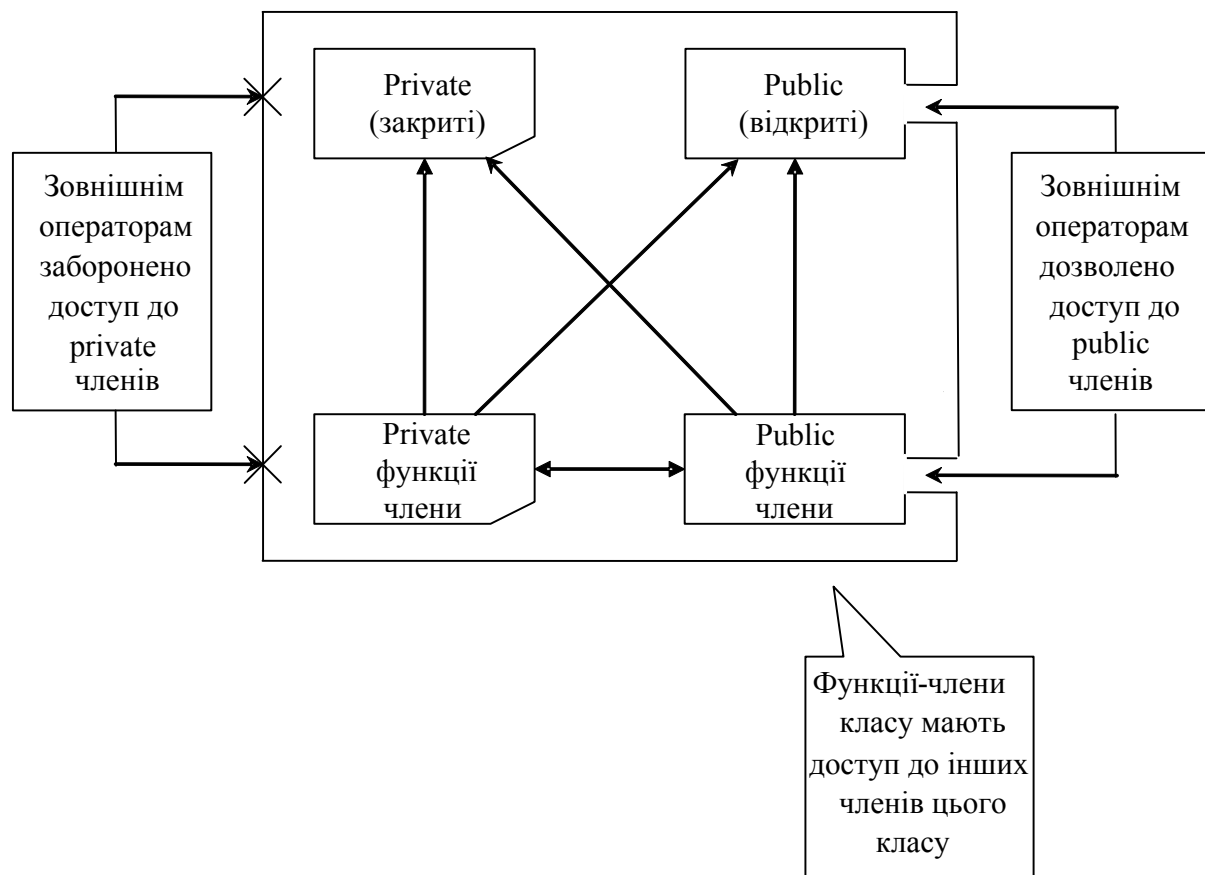 Private
(закриті)
Public
(відкриті)
Зовнішнім
операторам
заборонено
доступ до
private
членів
Зовнішнім
операторам
дозволено
доступ до
public
членів
Private
функції
члени
Public
функції
члени
Функції-члени
класу мають
доступ до інших
членів цього
класу